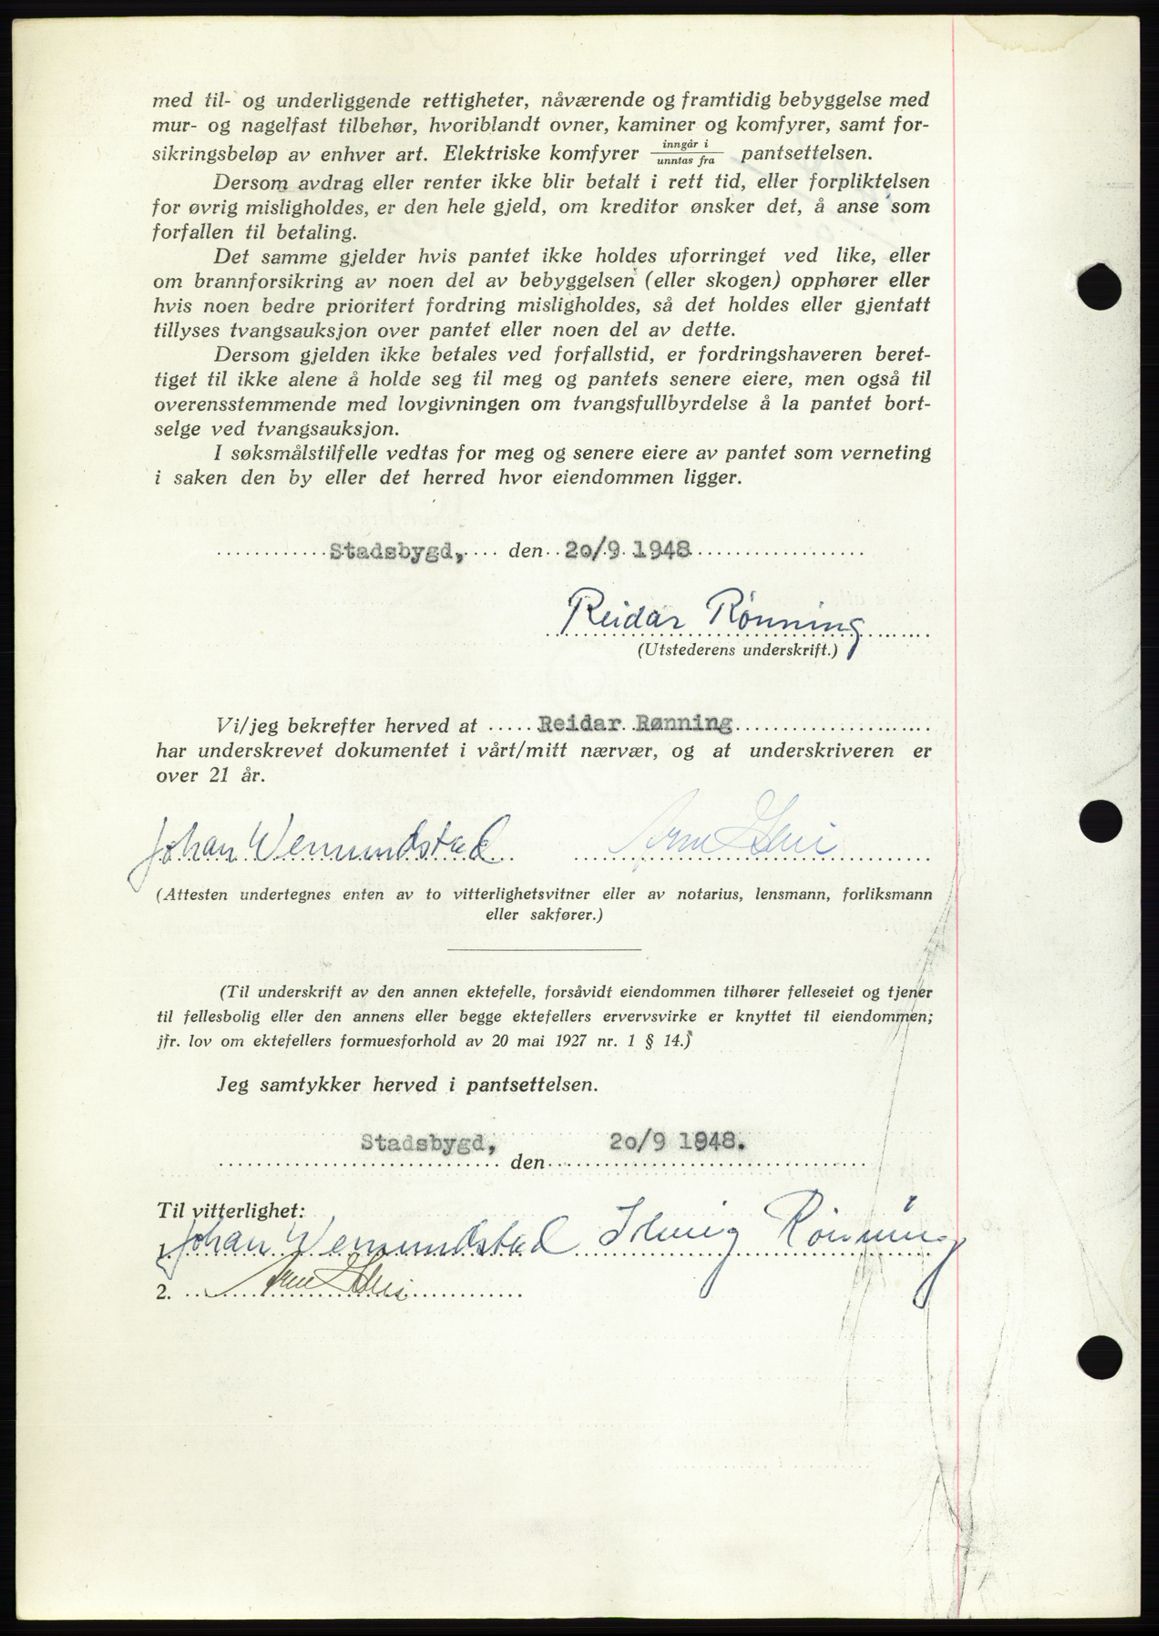 med til- og underliggende rettigheter, nåværende og framtidig bebyggelse med
mur- og nagelfast tilbehør, hvoriblandt ovner, kaminer og komfyrer, samt for-
sikringsbeløp av enhver art. Elektriske komfyrer inngår i / unntas fra pantsettelsen.
Dersom avdrag eller renter ikke blir betalt i rett tid, eller forpliktelsen
for øvrig misligholdes, er den hele gjeld, om kreditor ønsker det, å anse som
forfallen til betaling.
Det samme gjelder hvis pantet ikke holdes uforringet ved like, eller
om brannforsikring av noen del av bebyggelsen (eller skogen) opphører eller
hvis noen bedre prioritert fordring misligholdes, så det holdes eller gjentatt
tillyses tvangsauksjon over pantet eller noen del av dette.
Dersom gjelden ikke betales ved forfallstid, er fordringshaveren beret-
tiget til ikke alene å holde seg til meg og pantets senere eiere, men også til
overensstemmende med lovgivningen om tvangsfullbyrdelse å la pantet bort-
selge ved tvangsauksjon.
I søksmålstilfelle vedtas for meg og senere eiere av pantet som verneting
i saken den by eller det herred hvor eiendommen ligger.
Stadsbygd, den 20/9 1948
Reidar Rønning
(Utstederens underskrift.)
Vi/jeg bekrefter herved at Reidar Rønning
har underskrevet dokumentet i vårt/mitt nærvær, og at underskriveren er
over 21 år.
Johan Wemundstad Arne
(Attesten undertegnes enten av to vitterlighetsvitner eller av notarius, lensmann, forliksmann
eller sakfører.)
(Til underskrift av den annen ektefelle, forsåvidt eiendommen tilhører felleseiet og tjener
til fellesbolig eller den annens eller begge ektefellers ervervsvirke er knyttet til eiendommen;
jfr. lov om ektefellers formuesforhold av 20 mai 1927 nr. 1 § 14.)
Jeg samtykker herved i pantsettelsen.
Stadsbygd, den 20/9 1948.
Til vitterlighet:
1. Johan Wemundstad Rønning
2. Arne